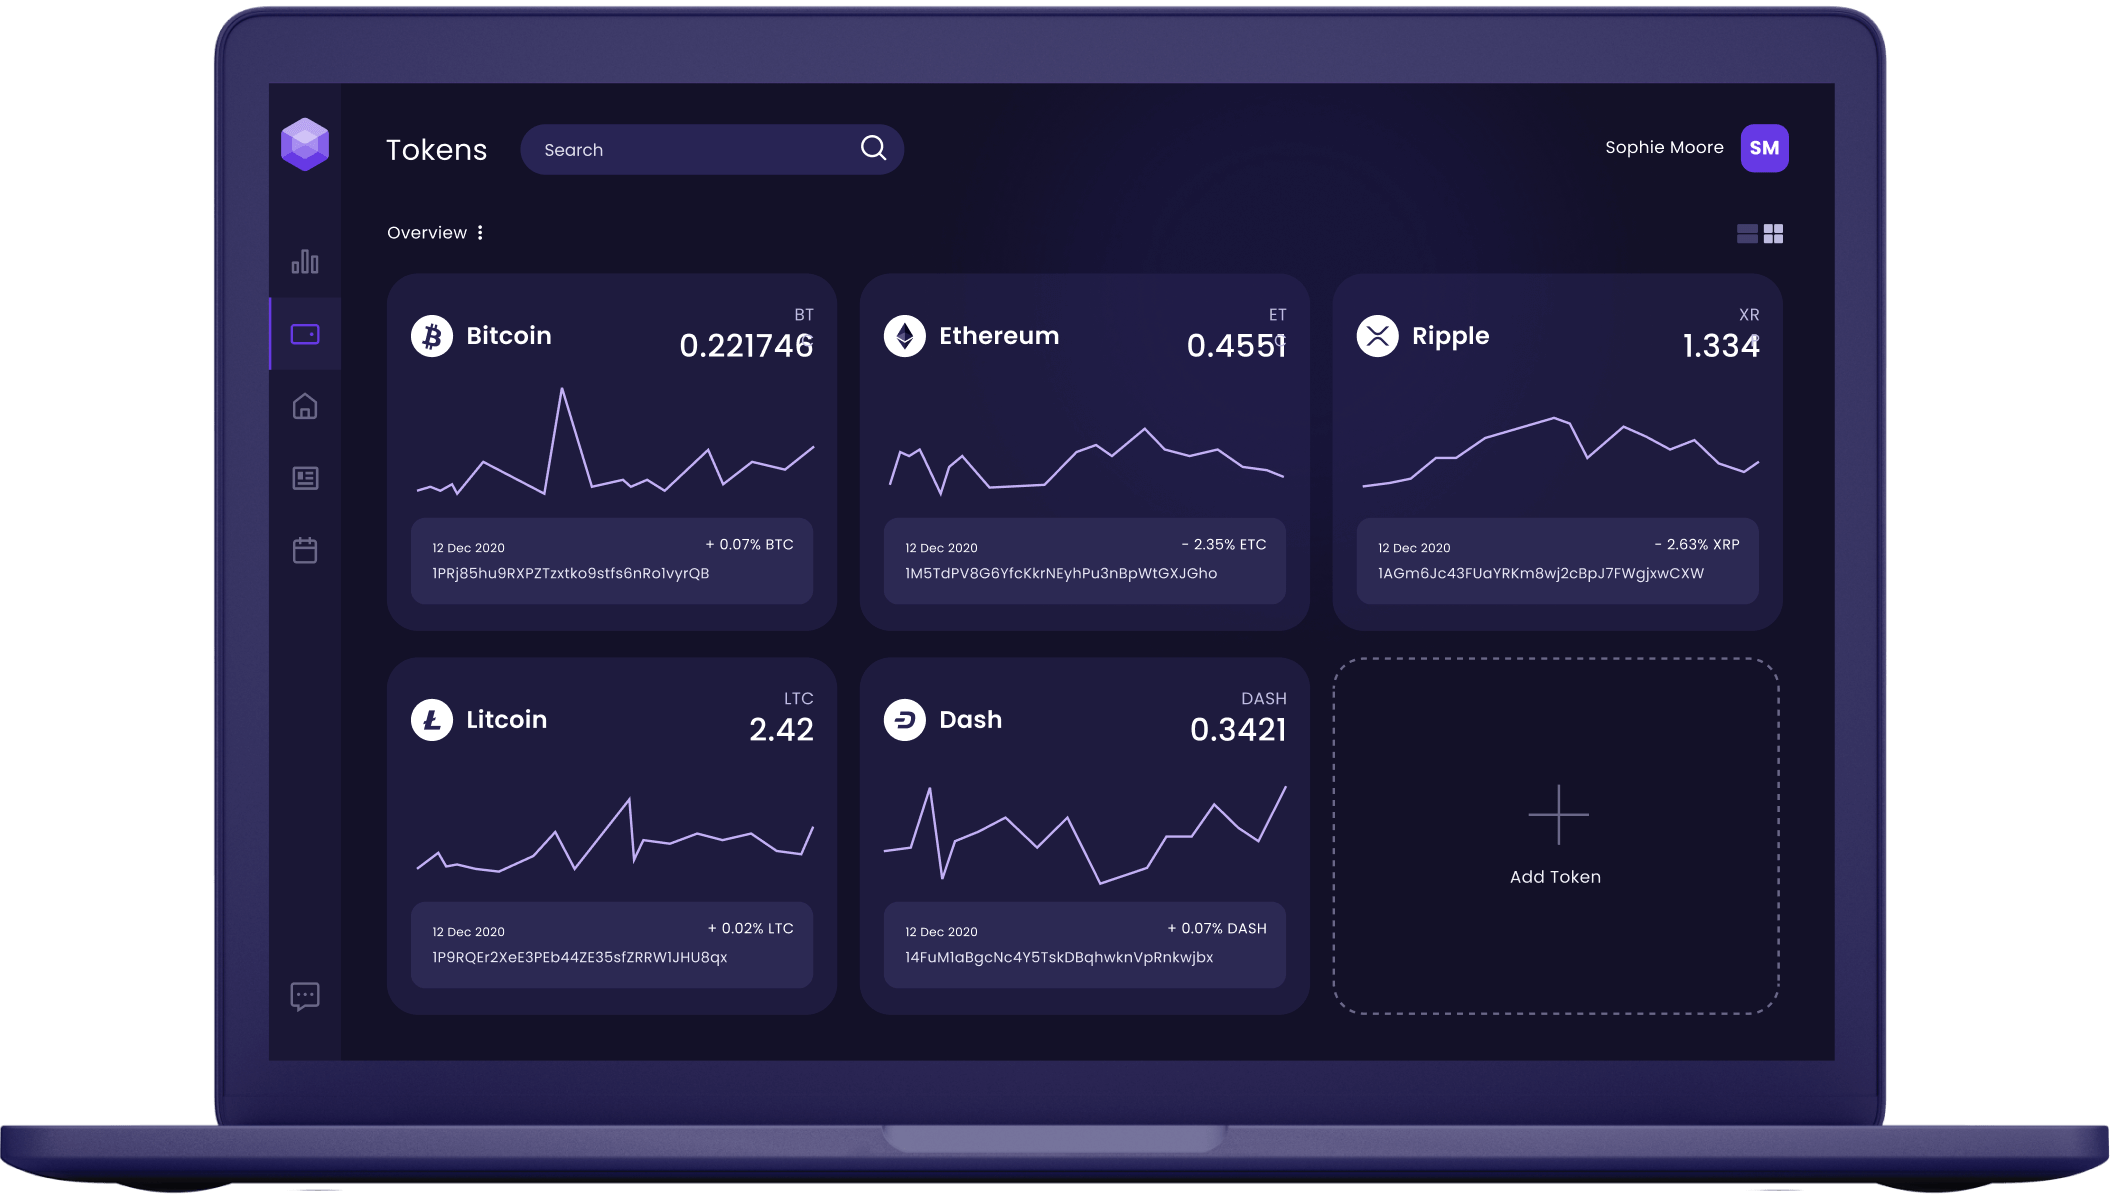 Tokens
Search
Sophie Moore
SM
Overview
Bitcoin
BT
C
0.221746
12 Dec 2020
+ 0.07% BTC
1PRj85hu9RXPZTzxtko9stfs6nRo1vyrQB
Ethereum
ET
C
0.4551
12 Dec 2020
- 2.35% ETC
1M5TdPV8G6YfcKkrNEyhPu3nBpWtGXJGho
Ripple
XR
P
1.334
12 Dec 2020
- 2.63% XRP
1AGm6Jc43FUaYRKm8wj2cBpJ7FWgjxwCXW
Litcoin
LTC
2.42
12 Dec 2020
+ 0.02% LTC
1P9RQEr2XeE3PEb44ZE35sfZRRW1JHU8qx
Dash
DASH
0.3421
12 Dec 2020
+ 0.07% DASH
14FuM1aBgcNc4Y5TskDBqhwknVpRnkwjbx
Add Token